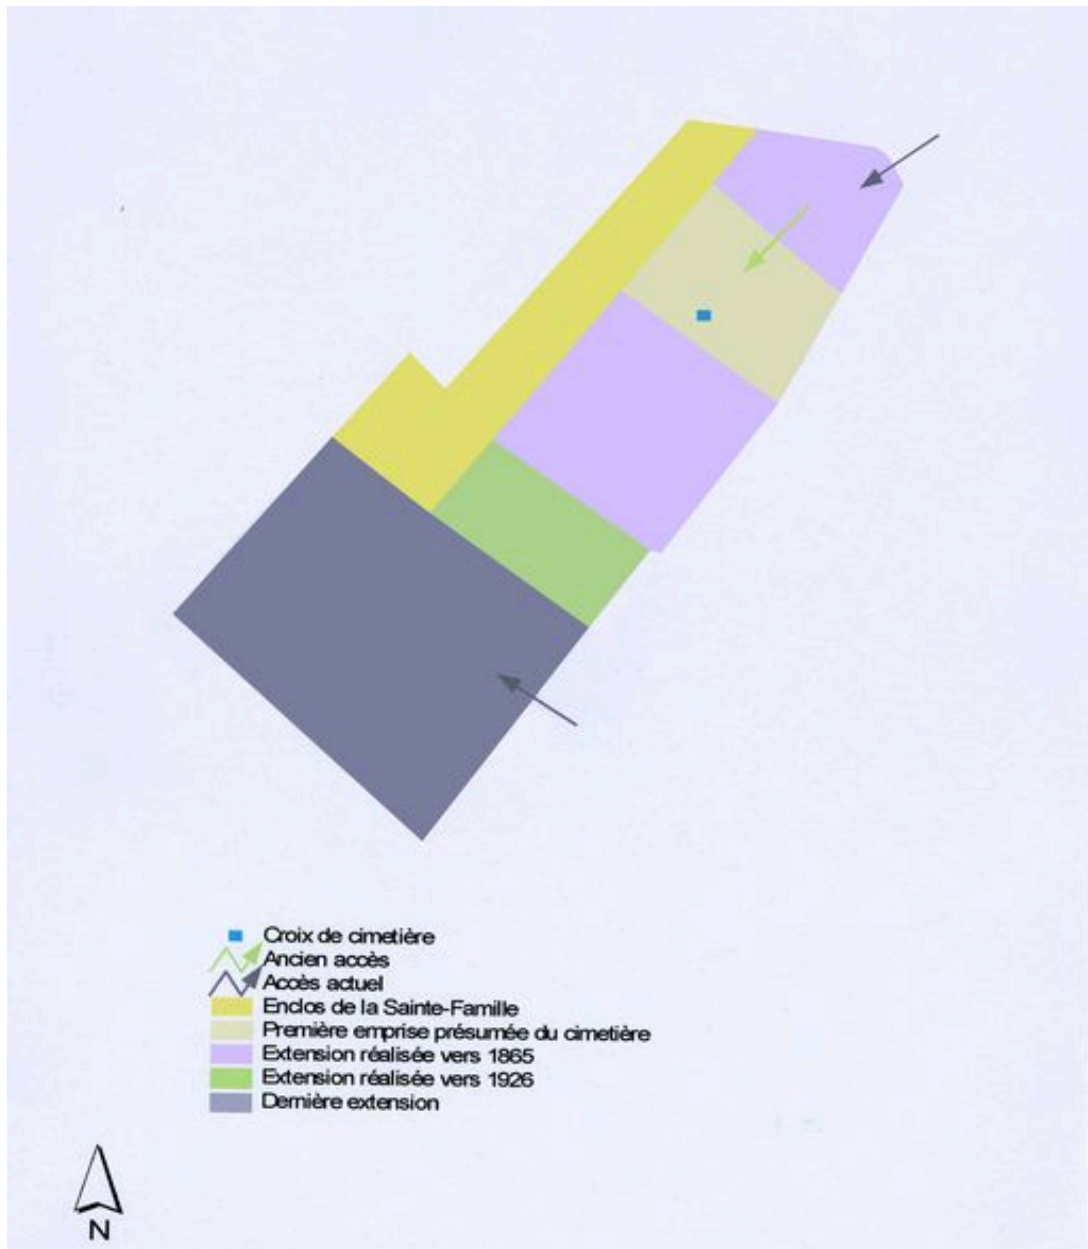 Croix de cimetière
Ancien accès
Accès actuel
Enclos de la Sainte-Famille
Première emprise présumée du cimetière
Extension réalisée vers 1865
Extension réalisée vers 1926
Dernière extension
N